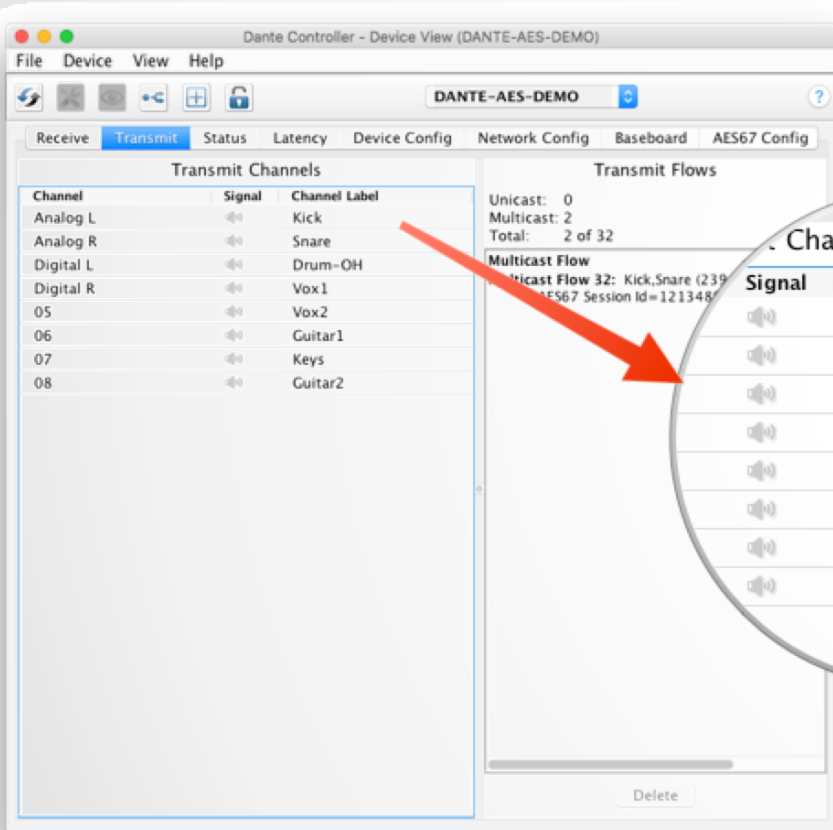 Dante Controller - Device View (DANTE-AES-DEMO)
File Device View Help
DANTE-AES-DEMO
?
Receive Transmit Status Latency Device Config Network Config Baseboard AES67 Config
Transmit Channels
Channel Signal Channel Label
Analog L Kick
Analog R Snare
Digital L Drum-OH
Digital R Vox1
05 Vox2
06 Guitar1
07 Keys
08 Guitar2
Transmit Flows
Unicast: 0
Multicast: 2
Total: 2 of 32
Multicast Flow
Flow 32: Kick,Snare (239
AES67 Session Id=121348
Delete
Cha
Signal